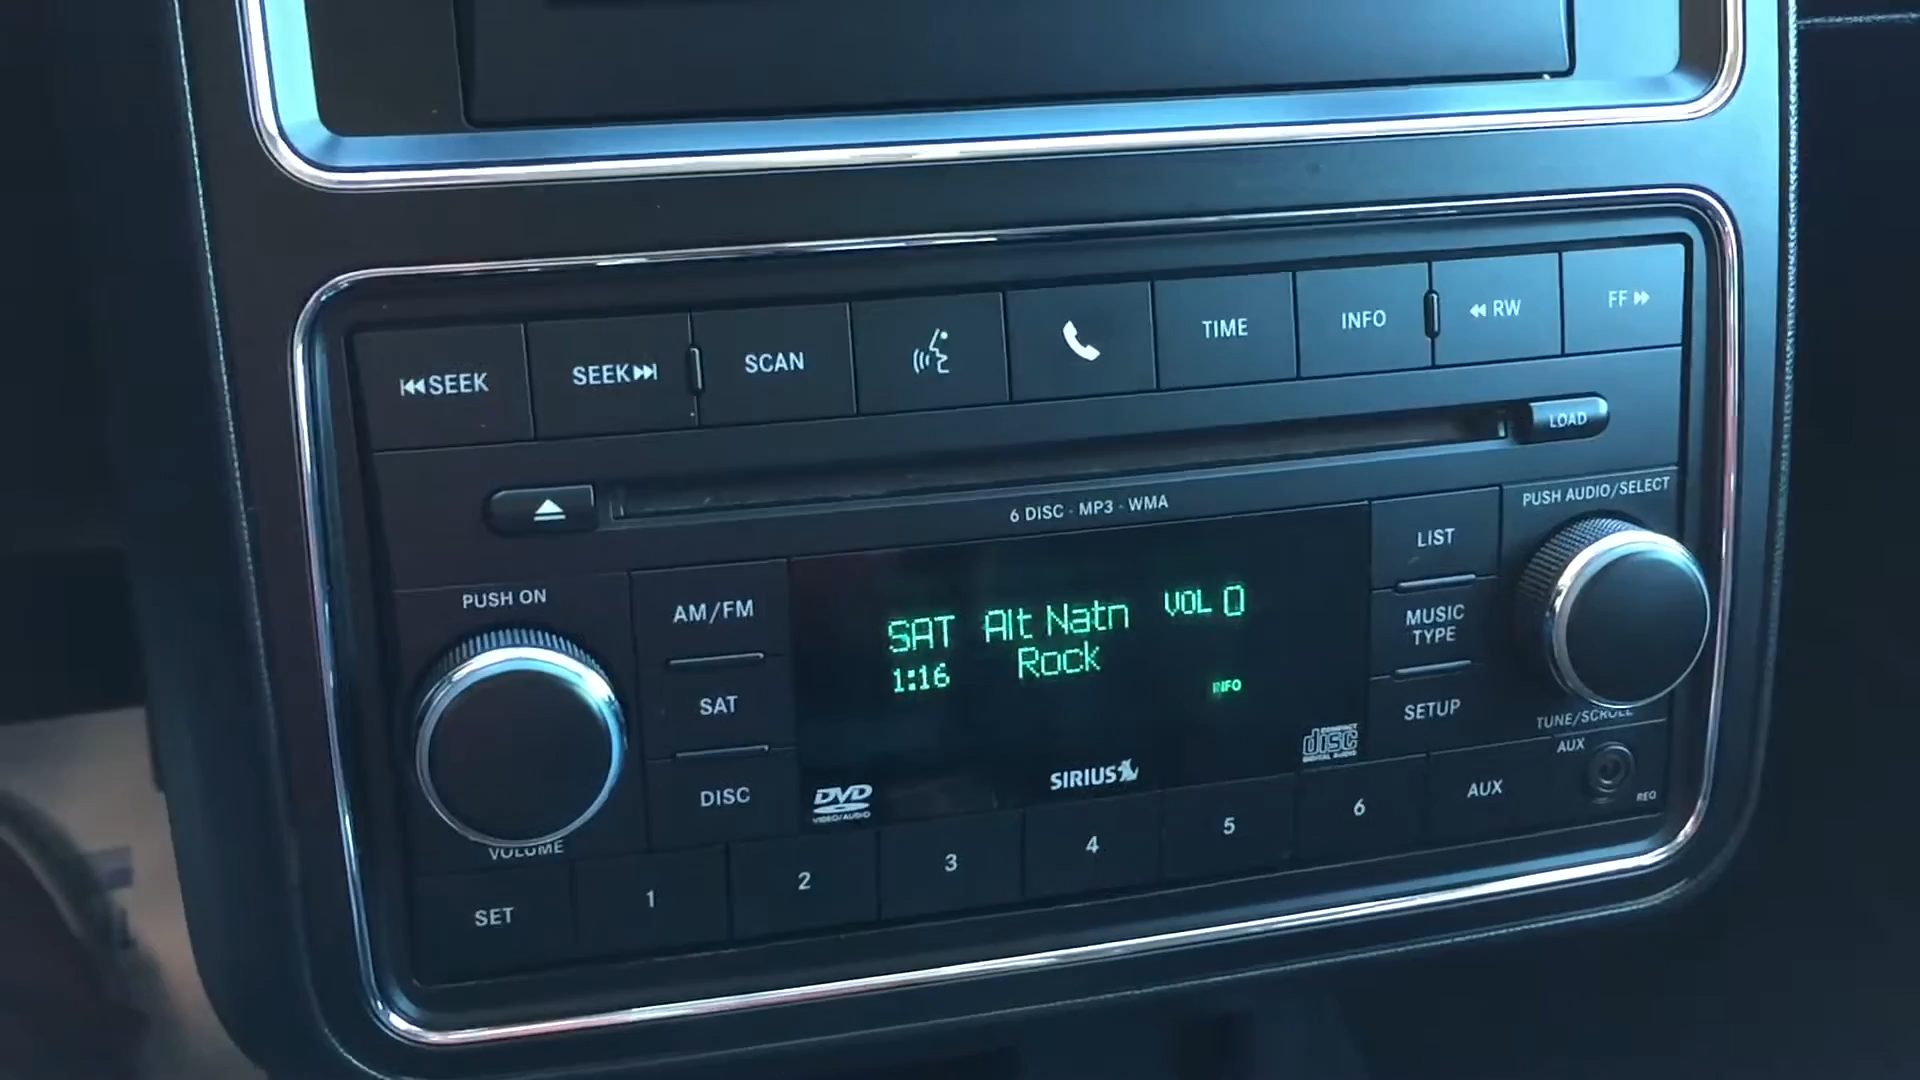 SEEK
SEEK
SCAN
TIME
INFO
RW
FF
LOAD
6 DISC - MP3 - WMA
PUSH AUDIO/SELECT
PUSH ON
AM/FM
SAT
DISC
VOLUME
SAT Alt Natn VOL 0
1:16 Rock
INFO
LIST
MUSIC
TYPE
SETUP
TUNE/SCROLL
AUX
REQ
DVD
VIDEO/AUDIO
SIRIUS
COMPACT
disc
DIGITAL AUDIO
SET
1
2
3
4
5
6
AUX